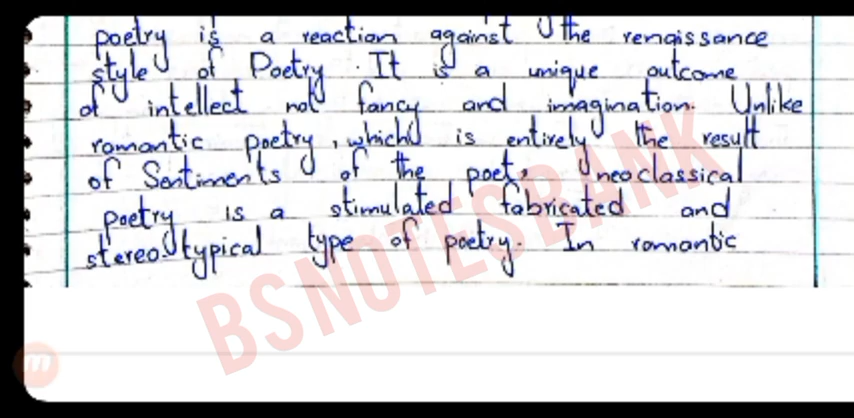 poetry is a reaction against the renaissance
style of Poetry. It is a unique outcome
of intellect not fancy and imagination. Unlike
romantic poetry, which is entirely the result
of Sentiments of the poet, neoclassical
poetry is a stimulated fabricated and
stereotypical type of poetry. In romantic
BSNOTESBANK
m